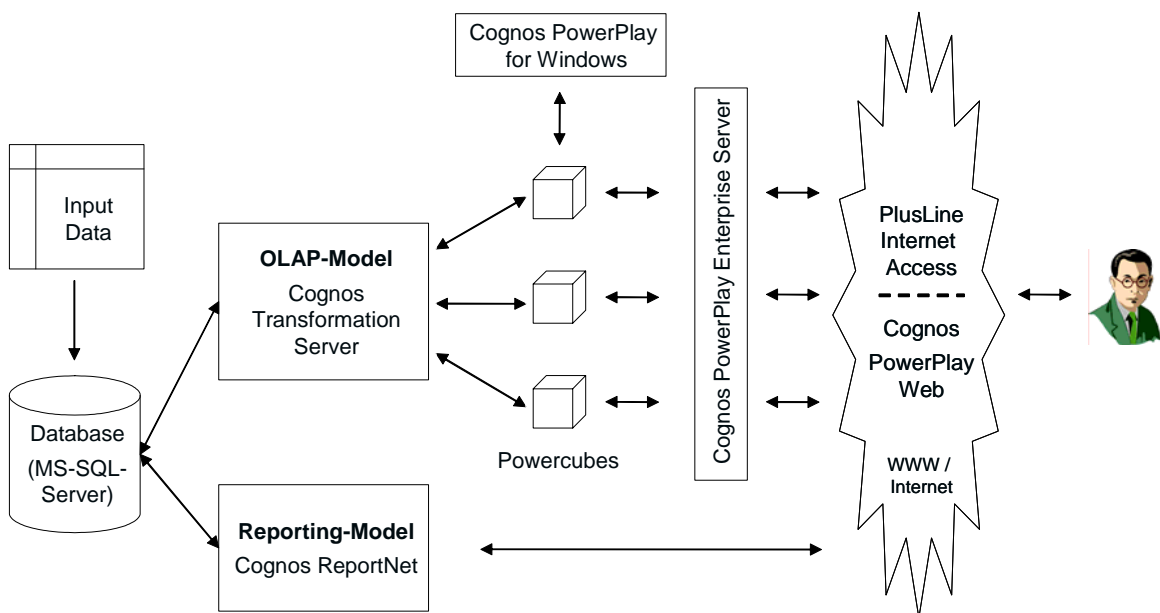 Cognos PowerPlay
for Windows
Input
Data
Database
(MS-SQL-
Server)
OLAP-Model
Cognos
Transformation
Server
Reporting-Model
Cognos ReportNet
Powercubes
Cognos PowerPlay Enterprise Server
PlusLine
Internet
Access
Cognos
PowerPlay
Web
WWW /
Internet